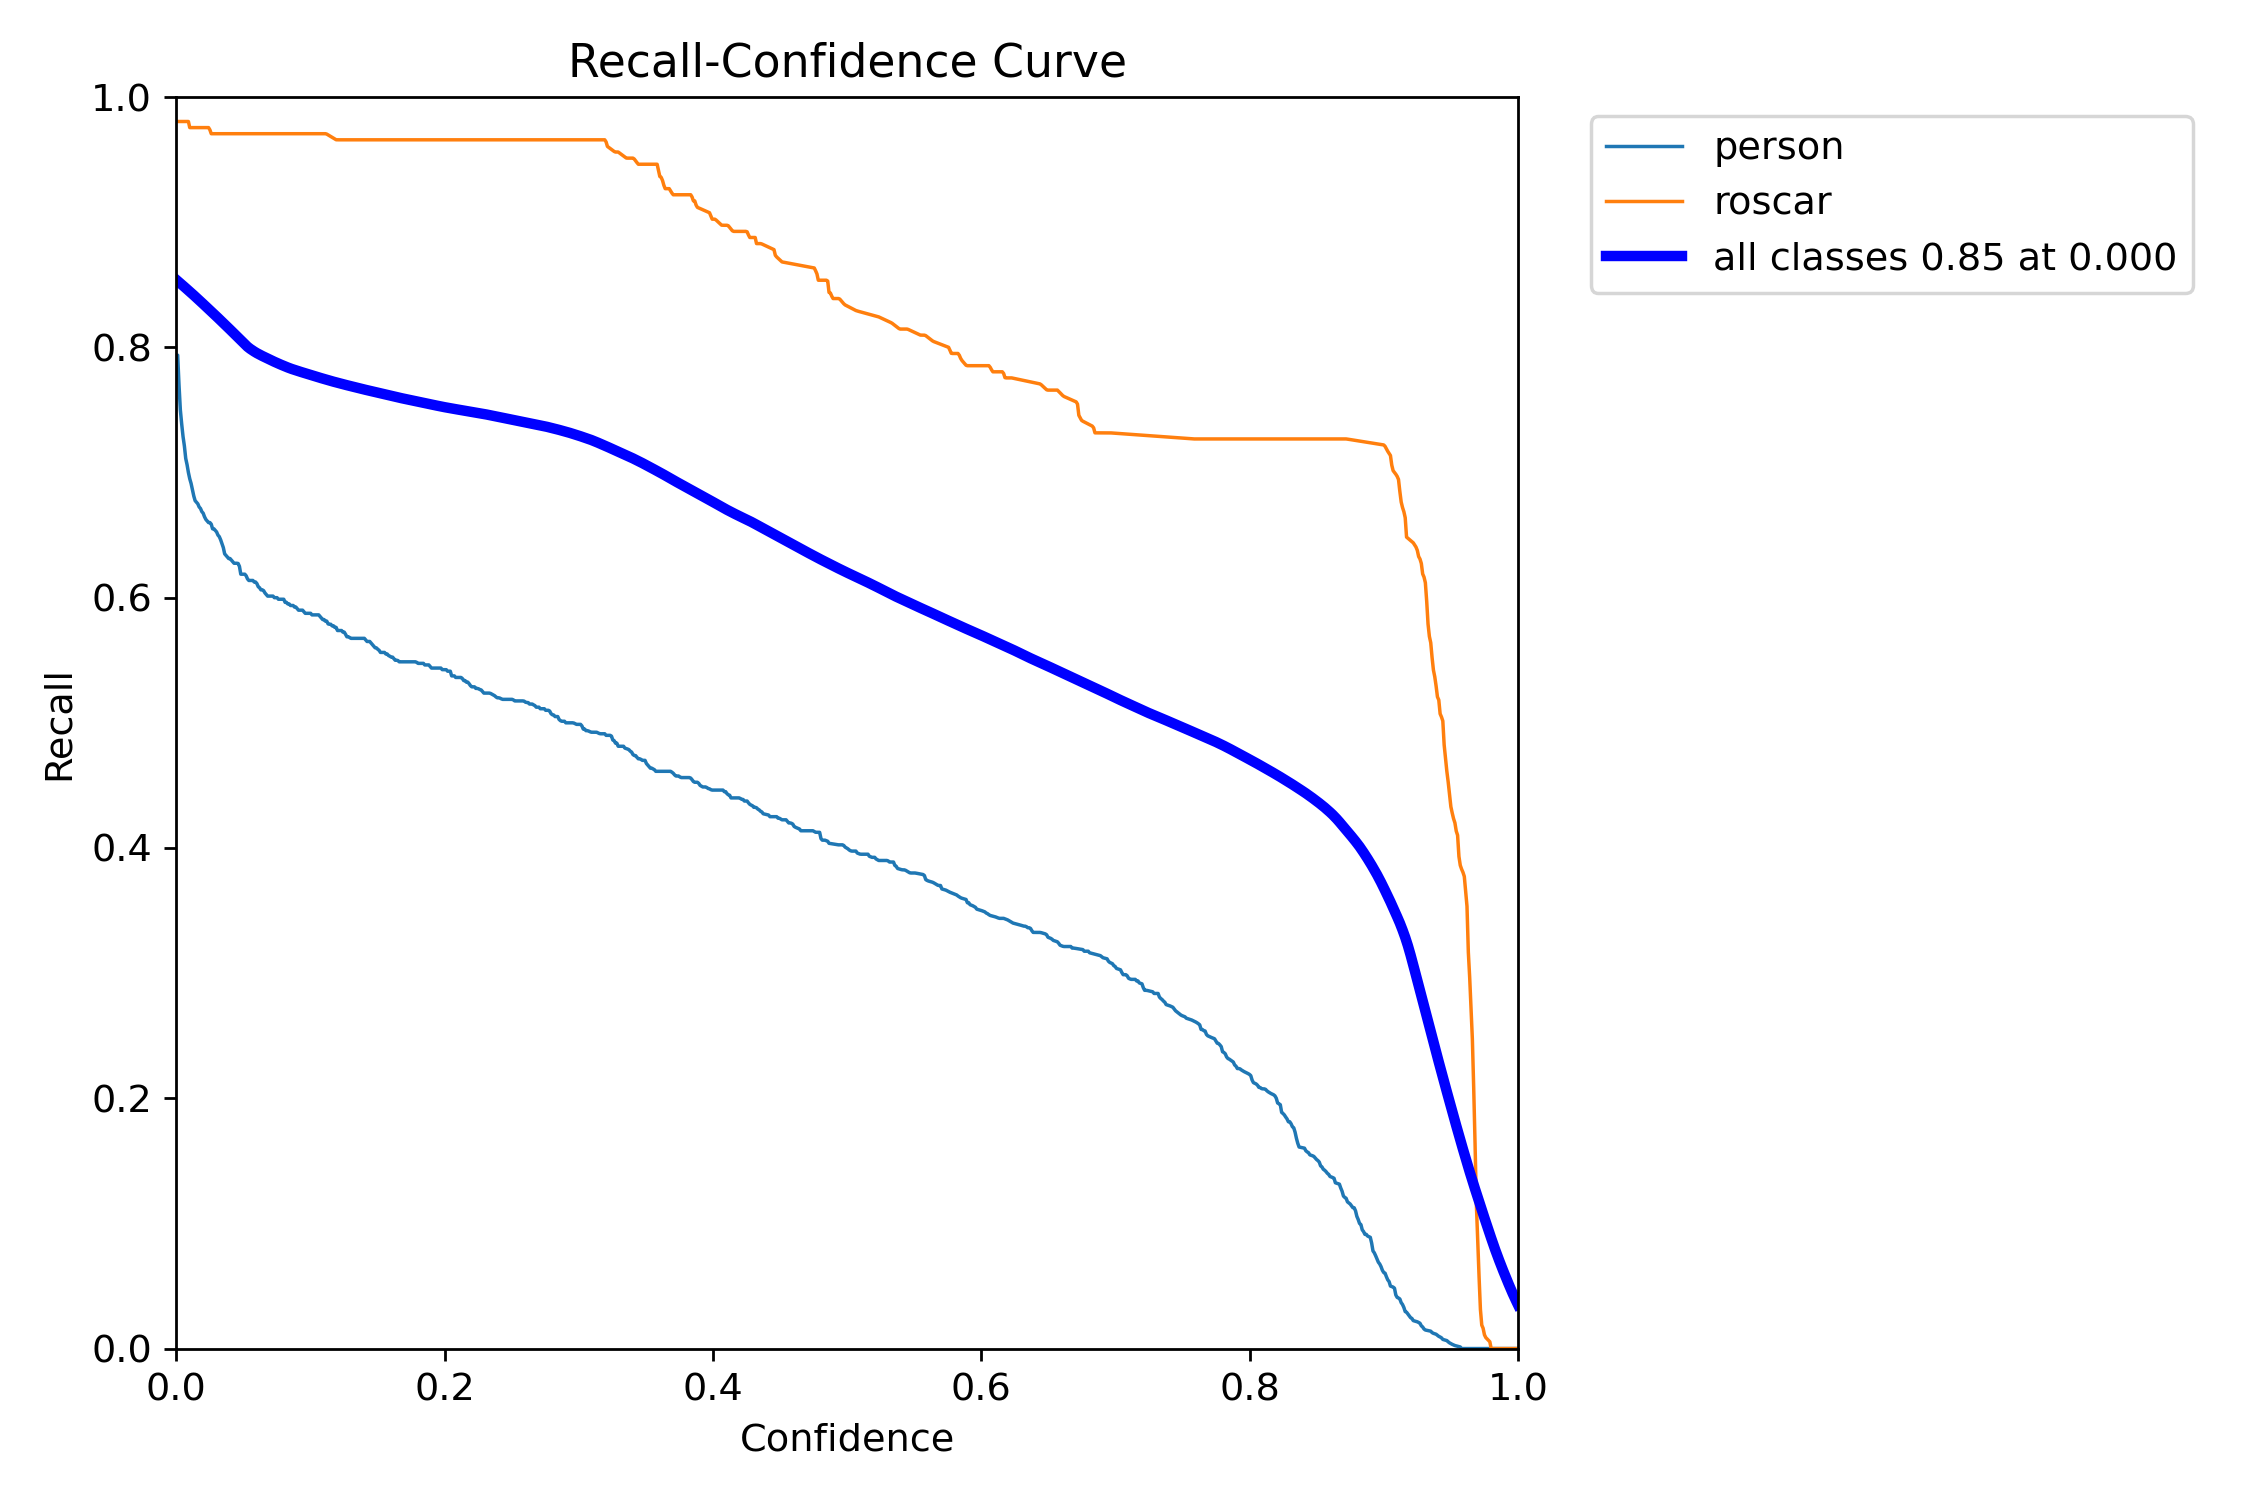 Recall-Confidence Curve
1.0
0.8
0.6
0.4
0.2
0.0
Recall
0.0 0.2 0.4 0.6 0.8 1.0
Confidence
person
roscar
all classes 0.85 at 0.000